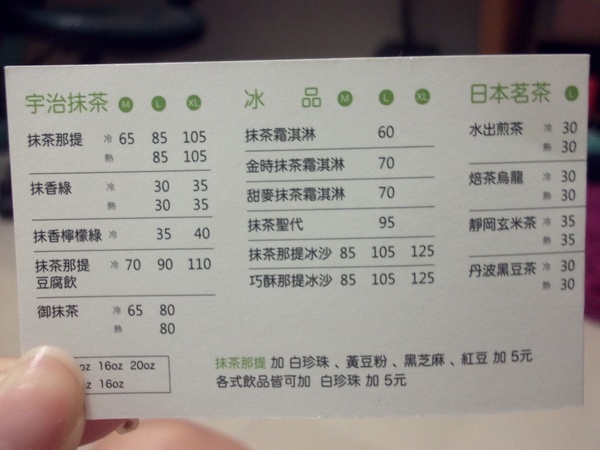 宇治抹茶 M L XL
抹茶那提 冷 65 85 105
熱 85 105
抹香綠 冷 30 35
熱 30 35
抹香檸檬綠 冷 35 40
抹茶那提 冷 70 90 110
豆腐飲
御抹茶 冷 65 80
熱 80
oz 16oz 20oz
oz 16oz
冰品 M L XL
抹茶霜淇淋 60
金時抹茶霜淇淋 70
甜麥抹茶霜淇淋 70
抹茶聖代 95
抹茶那提冰沙 85 105 125
巧酥那提冰沙 85 105 125
日本茗茶 L
水出煎茶 冷 30
熱 30
焙茶烏龍 冷 30
熱 30
靜岡玄米茶 冷 35
熱 35
丹波黑豆茶 冷 30
熱 30
抹茶那提 加 白珍珠、黃豆粉、黑芝麻、紅豆 加 5元
各式飲品皆可加 白珍珠 加 5元